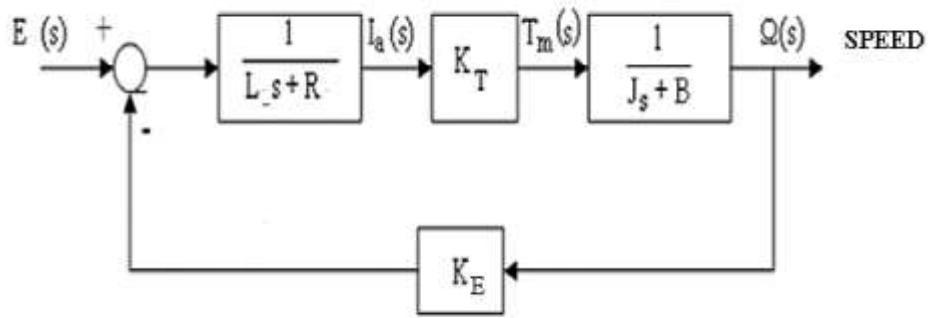 E (s)
+
1
L_s+R
I_a(s)
K_T
T_m(s)
1
J_s+B
Ω(s)
SPEED
-
K_E